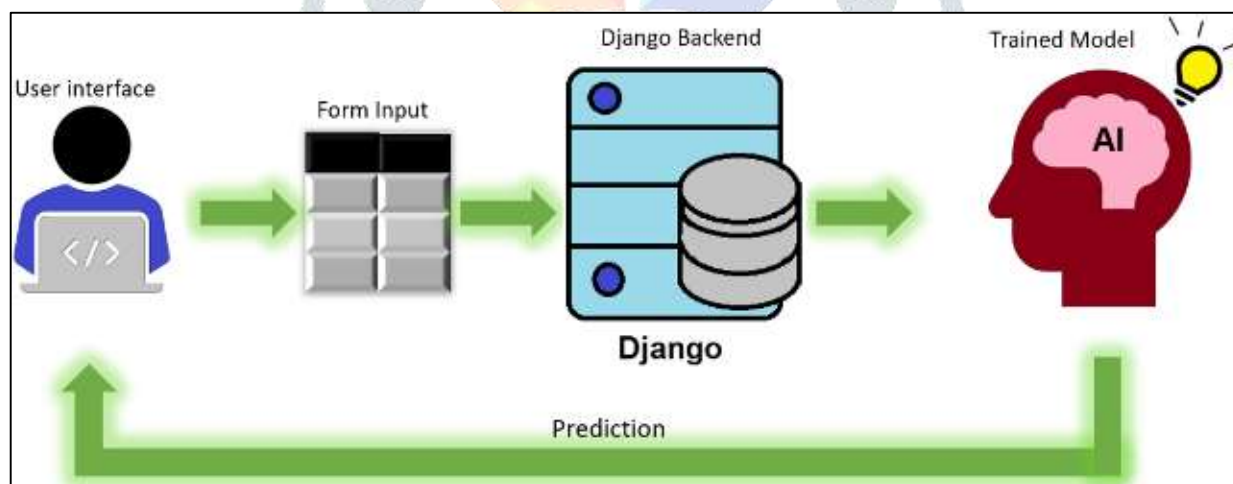 User interface
</>
Form Input
Django Backend
Django
Trained Model
AI
Prediction